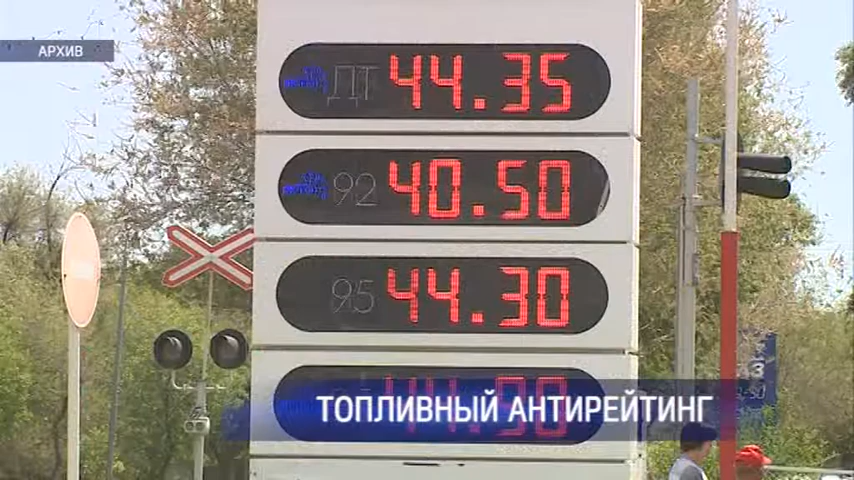 АРХИВ
ДТ 44.35
92 40.50
95 44.30
ТОПЛИВНЫЙ АНТИРЕЙТИНГ